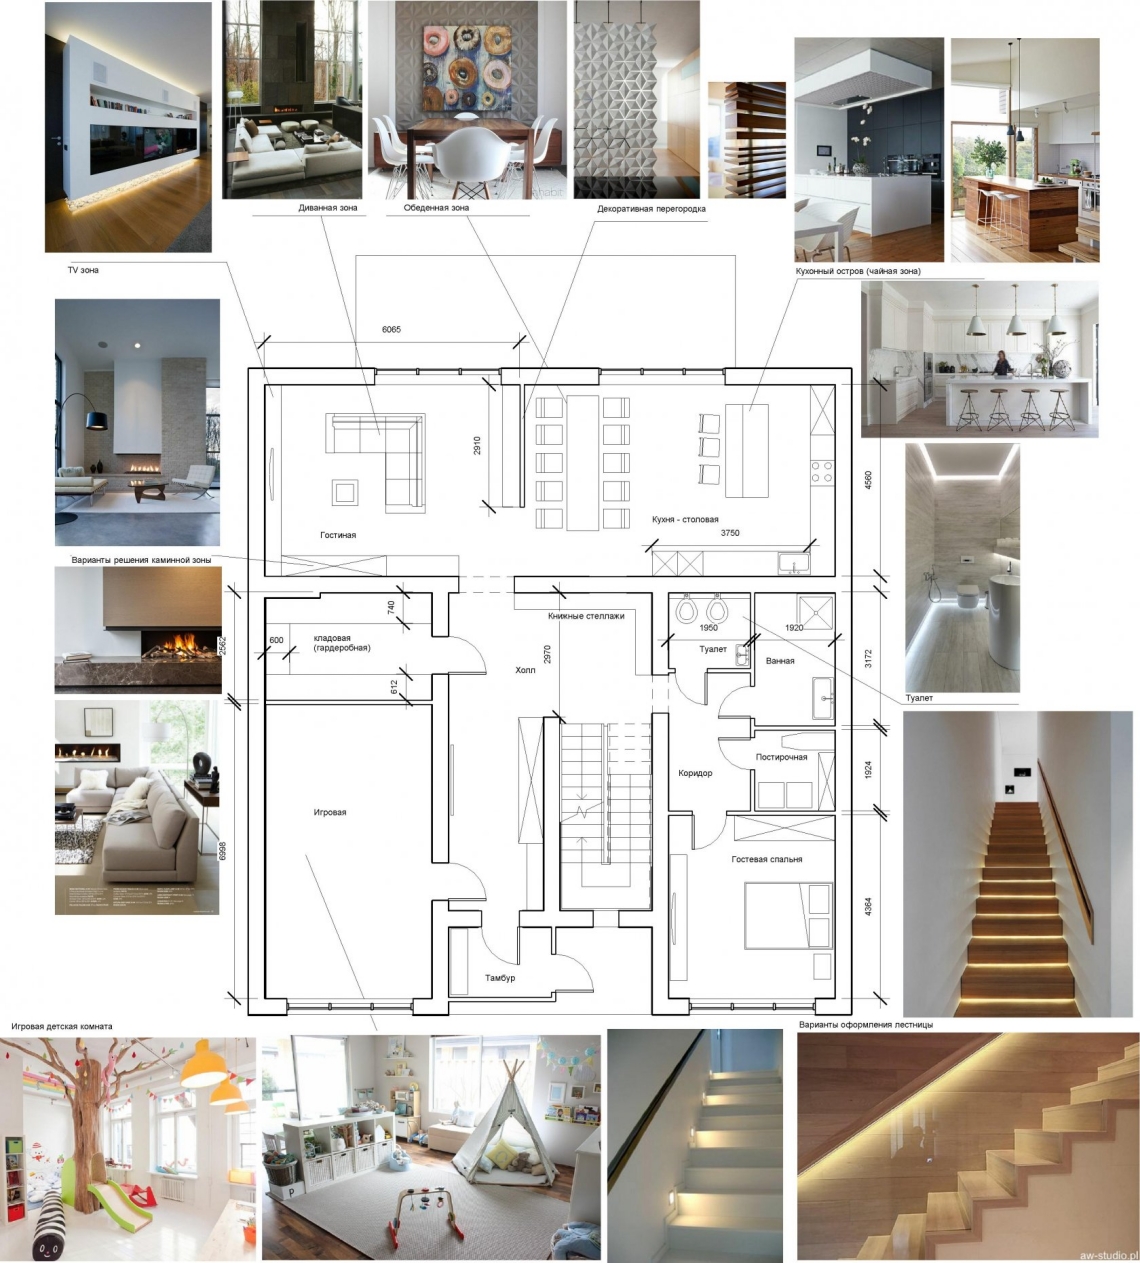 inhabit
Диванная зона
Обеденная зона
Декоративная перегородка
TV зона
Кухонный остров (чайная зона)
6065
2910
4560
Гостиная
Кухня - столовая
3750
Варианты решения каминной зоны
740
600
кладовая
(гардеробная)
2562
612
Книжные стеллажи
2970
Холл
1950
1920
Туалет
Ванная
3172
Туалет
Постирочная
Коридор
1924
Игровая
6998
Гостевая спальня
4364
Тамбур
Игровая детская комната
Варианты оформления лестницы
P
aw-studio.pl